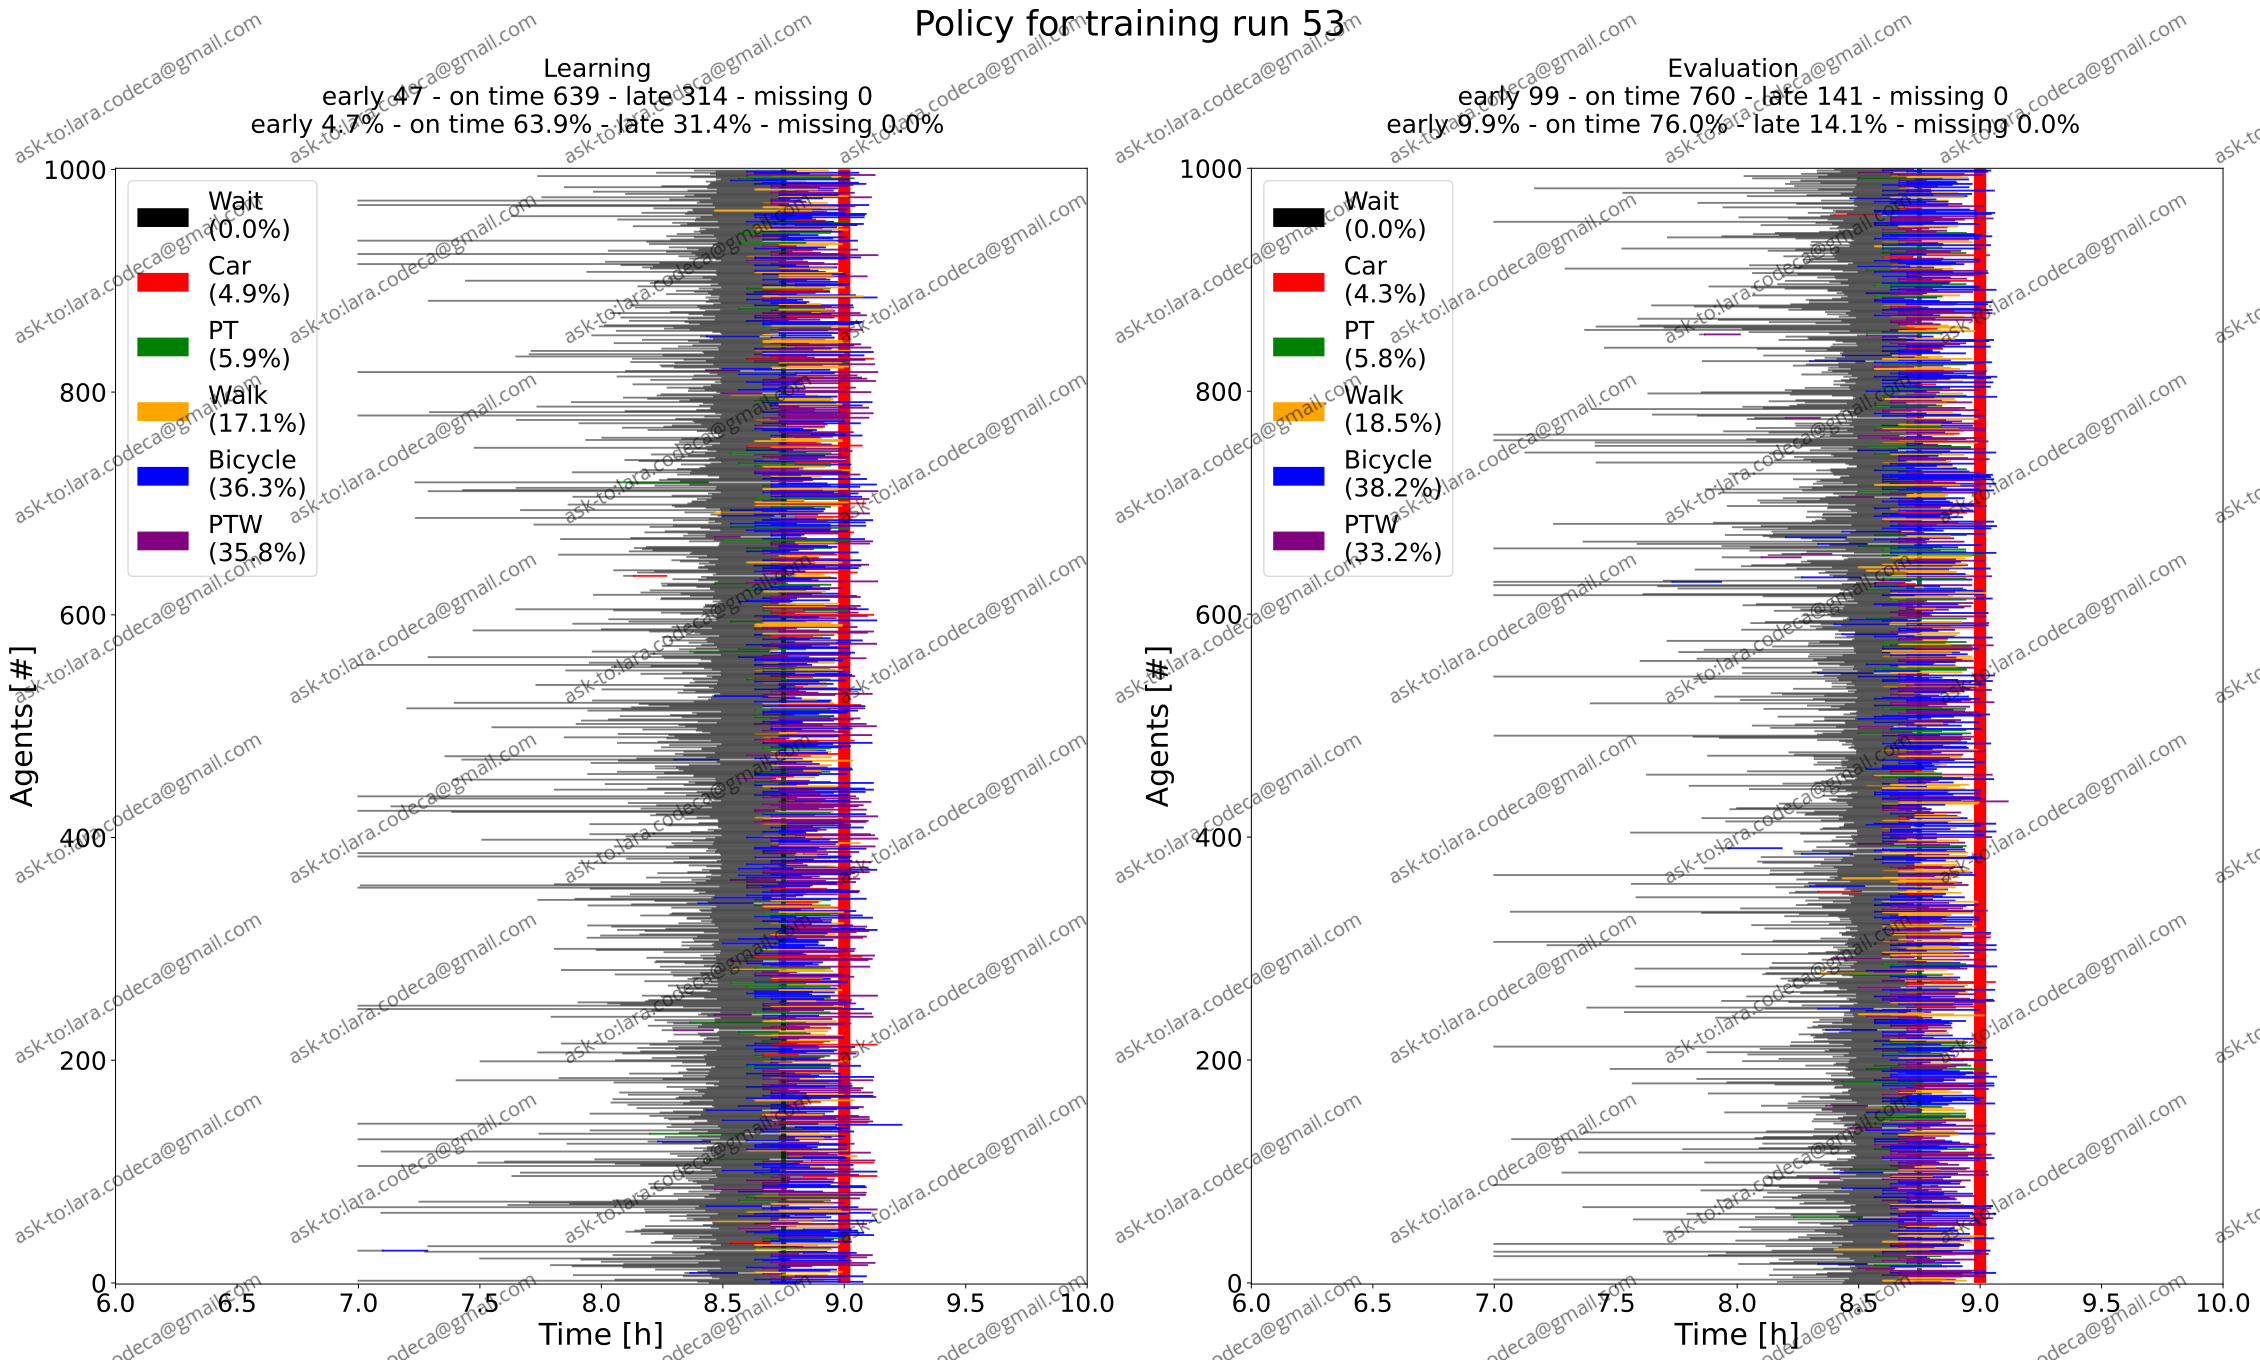 Policy for training run 53
Learning
early 47 - on time 639 - late 314 - missing 0
early 4.7% - on time 63.9% - late 31.4% - missing 0.0%
1000
800
600
400
200
0
Agents [#]
Wait
(0.0%)
Car
(4.9%)
PT
(5.9%)
Walk
(17.1%)
Bicycle
(36.3%)
PTW
(35.8%)
6.0 6.5 7.0 7.5 8.0 8.5 9.0 9.5 10.0
Time [h]
Evaluation
early 99 - on time 760 - late 141 - missing 0
early 9.9% - on time 76.0% - late 14.1% - missing 0.0%
1000
800
600
400
200
0
Agents [#]
Wait
(0.0%)
Car
(4.3%)
PT
(5.8%)
Walk
(18.5%)
Bicycle
(38.2%)
PTW
(33.2%)
6.0 6.5 7.0 7.5 8.0 8.5 9.0 9.5 10.0
Time [h]
ask-to:lara.codeca@gmail.com